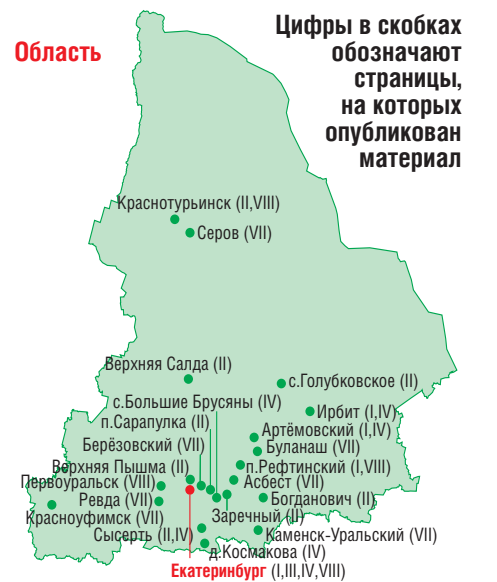 Область
Цифры в скобках
обозначают
страницы,
на которых
опубликован
материал
Краснотурьинск (II,VIII)
Серов (VII)
Верхняя Салда (II)
с.Голубковское (II)
с.Большие Брусяны (IV)
Ирбит (I,IV)
п.Сарапулка (II)
Артёмовский (I,IV)
Берёзовский (VII)
Буланаш (VII)
Верхняя Пышма (II)
п.Рефтинский (I,VIII)
Первоуральск (VIII)
Асбест (VII)
Ревда (VII)
Богданович (II)
Красноуфимск (VII)
Заречный (II)
Сысерть (II,IV)
Каменск-Уральский (VII)
д.Космакова (IV)
Екатеринбург (I,III,IV,VIII)